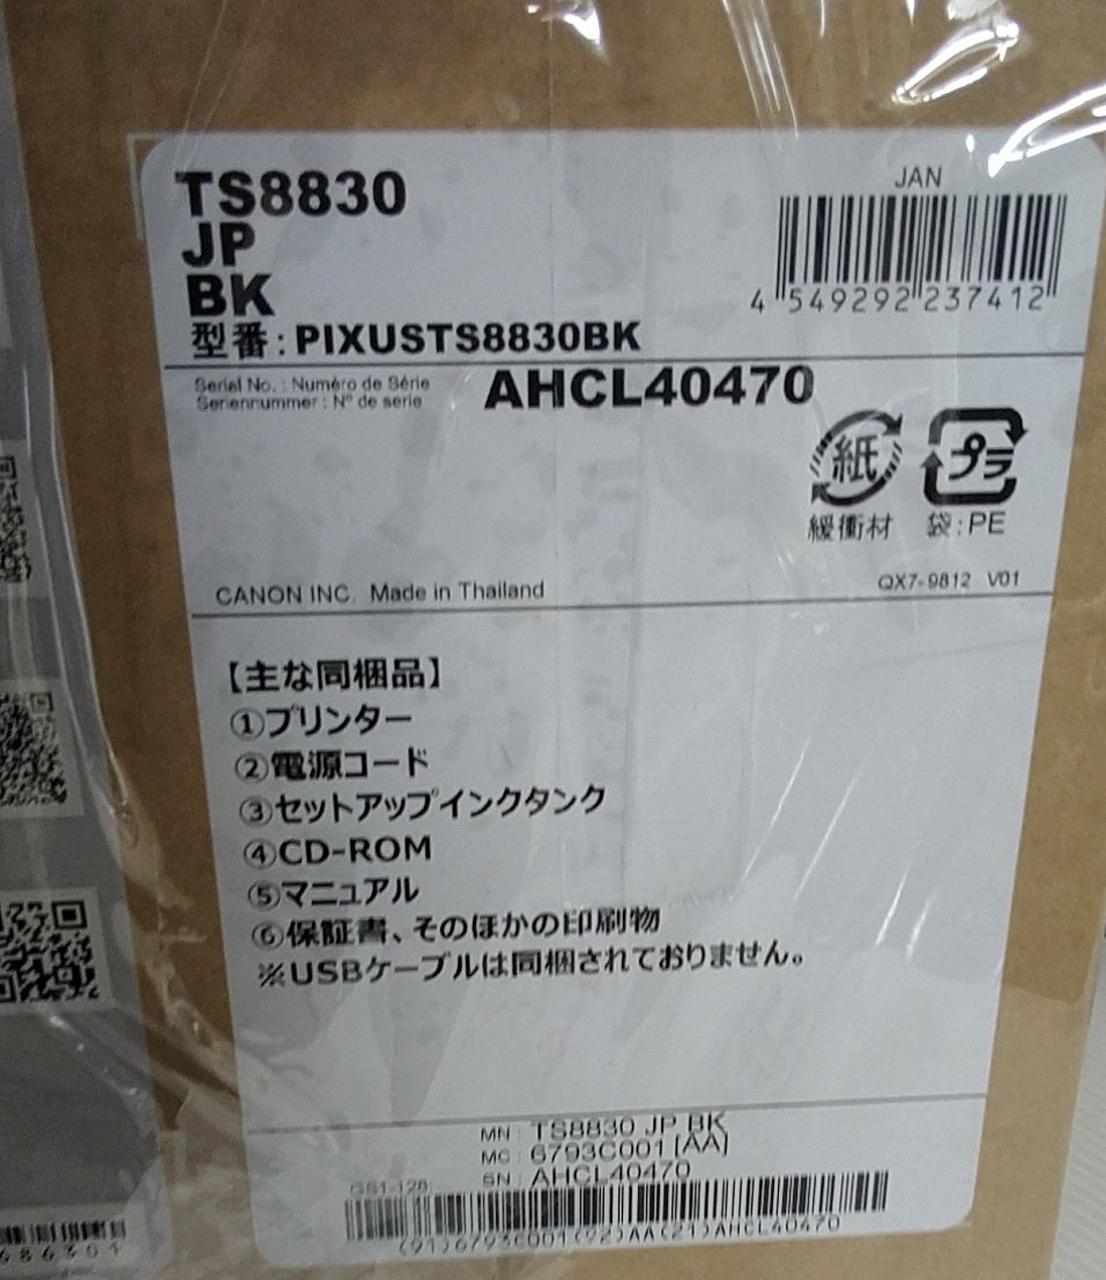 TS8830
JP
BK
型番:PIXUSTS8830BK
JAN
4 549292 237412
Serial No. : Numéro de Série
Seriennummer : Nº de serie
AHCL40470
紙
プラ
緩衝材
袋:PE
CANON INC. Made in Thailand
QX7-9812 V01
【主な同梱品】
①プリンター
②電源コード
③セットアップインクタンク
④CD-ROM
⑤マニュアル
⑥保証書、そのほかの印刷物
※USBケーブルは同梱されておりません。
MN : TS8830 JP BK
MC : 6793C001 [AA]
SN : AHCL40470
GS1-128:
(91)6793C001(92)AA(21)AHCL40470